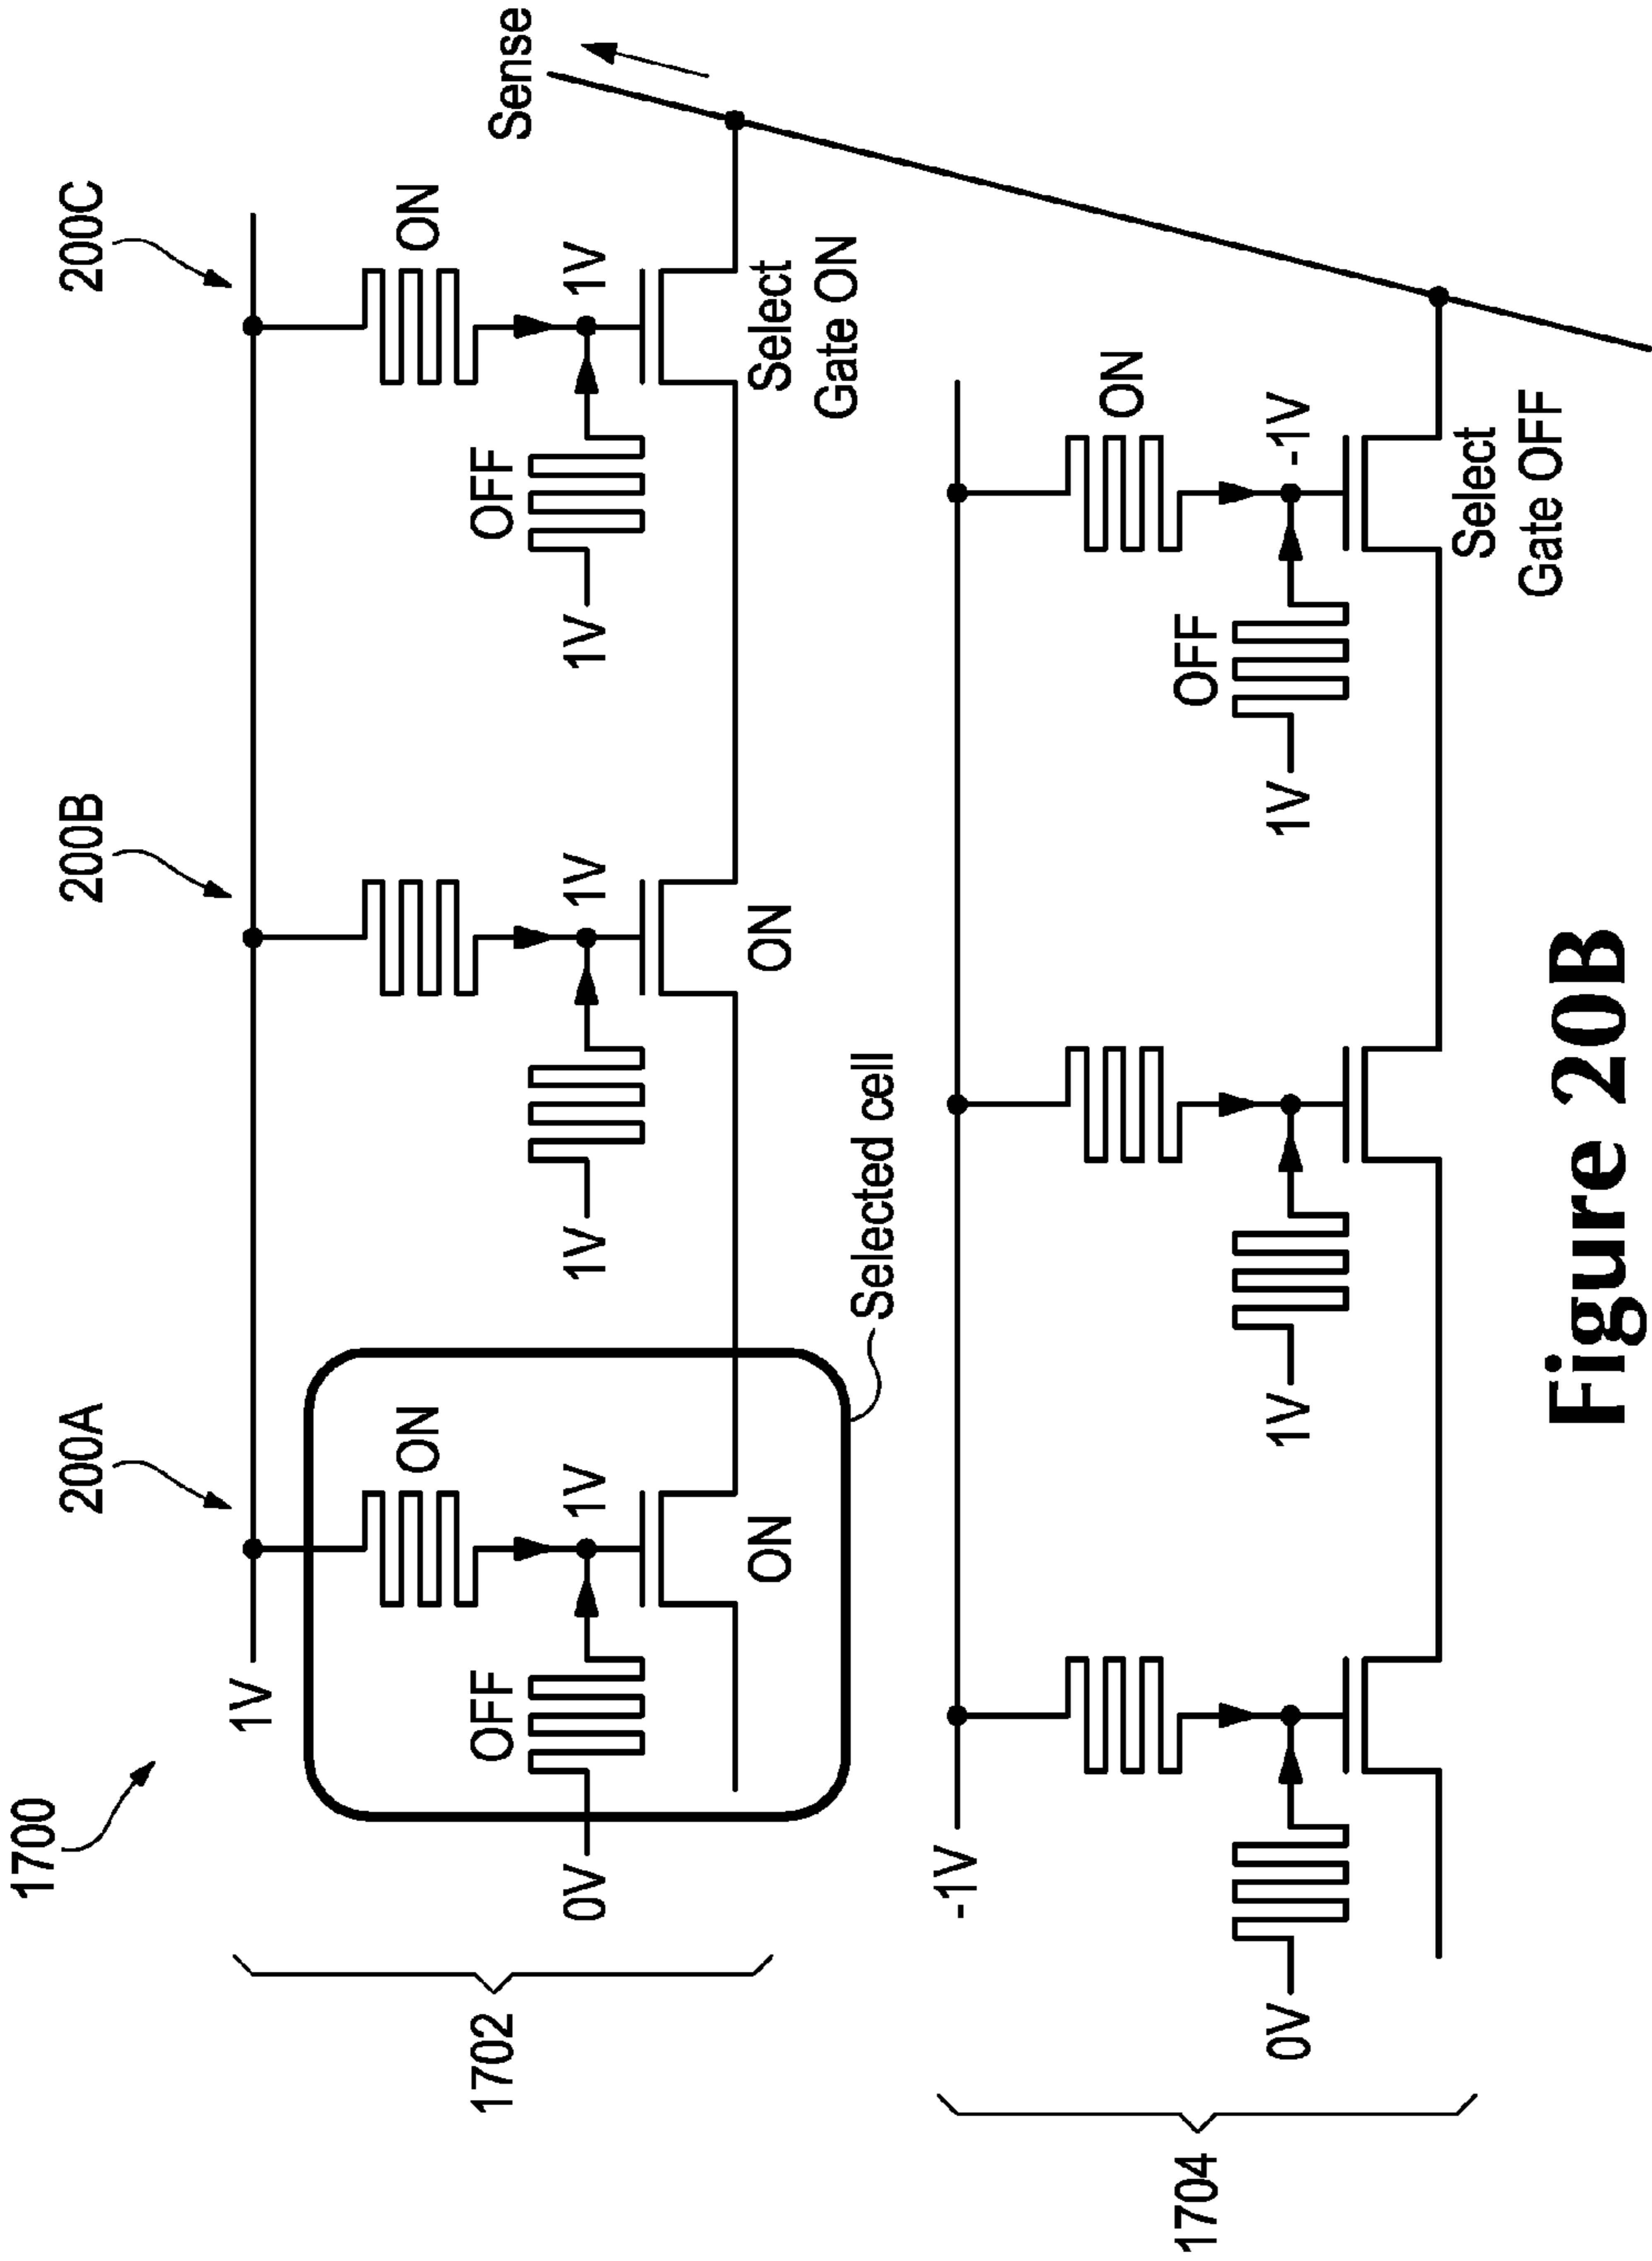 1700
200A
200B
200C
1V
ON
ON
Sense
OFF
1V
1V
OFF
1V
0V
1V
1V
1702
ON
ON
Select
Gate ON
Selected cell
-1V
ON
OFF
-1V
0V
1V
1V
1704
Select
Gate OFF
Figure 20B